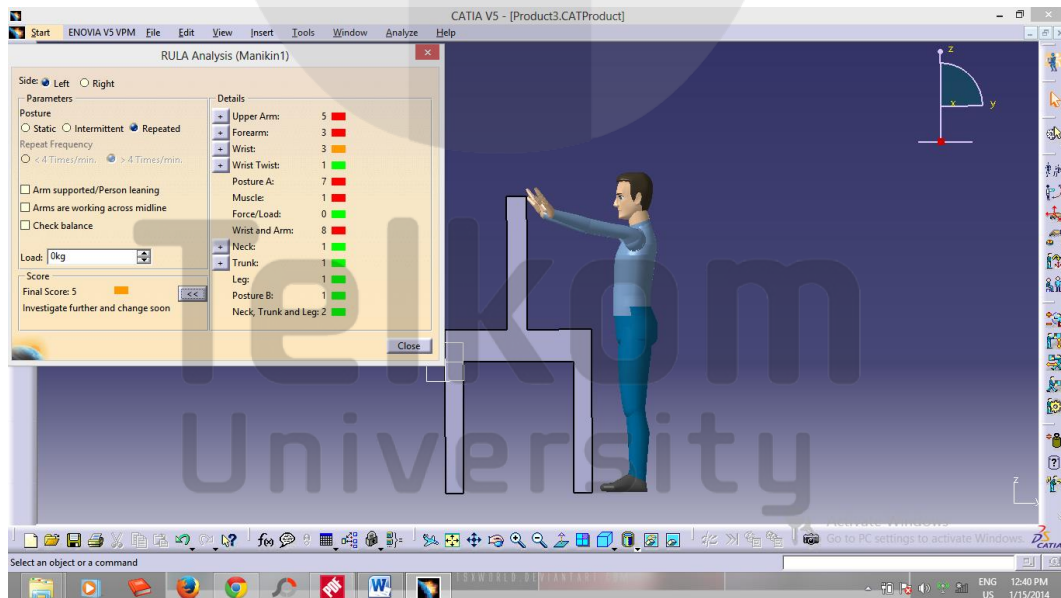 CATIA V5 - [Product3.CATProduct]
Start ENOVIA V5 VPM File Edit View Insert Tools Window Analyze Help
RULA Analysis (Manikin1)
Side: Left Right
Parameters
Posture
Static Intermittent Repeated
Repeat Frequency
< 4 Times/min. > 4 Times/min.
Arm supported/Person leaning
Arms are working across midline
Check balance
Load: 0kg
Score
Final Score: 5
<<
Investigate further and change soon
Details
+ Upper Arm: 5
+ Forearm: 3
+ Wrist: 3
+ Wrist Twist: 1
Posture A: 7
Muscle: 1
Force/Load: 0
Wrist and Arm: 8
+ Neck: 1
+ Trunk: 1
Leg: 1
Posture B: 1
Neck, Trunk and Leg: 2
Close
z
x y
Telkom
University
z
Activate Windows
Go to PC settings to activate Windows.
CATIA
f(x)
Select an object or a command
PDF
W
ENG 12:40 PM
US 1/15/2014